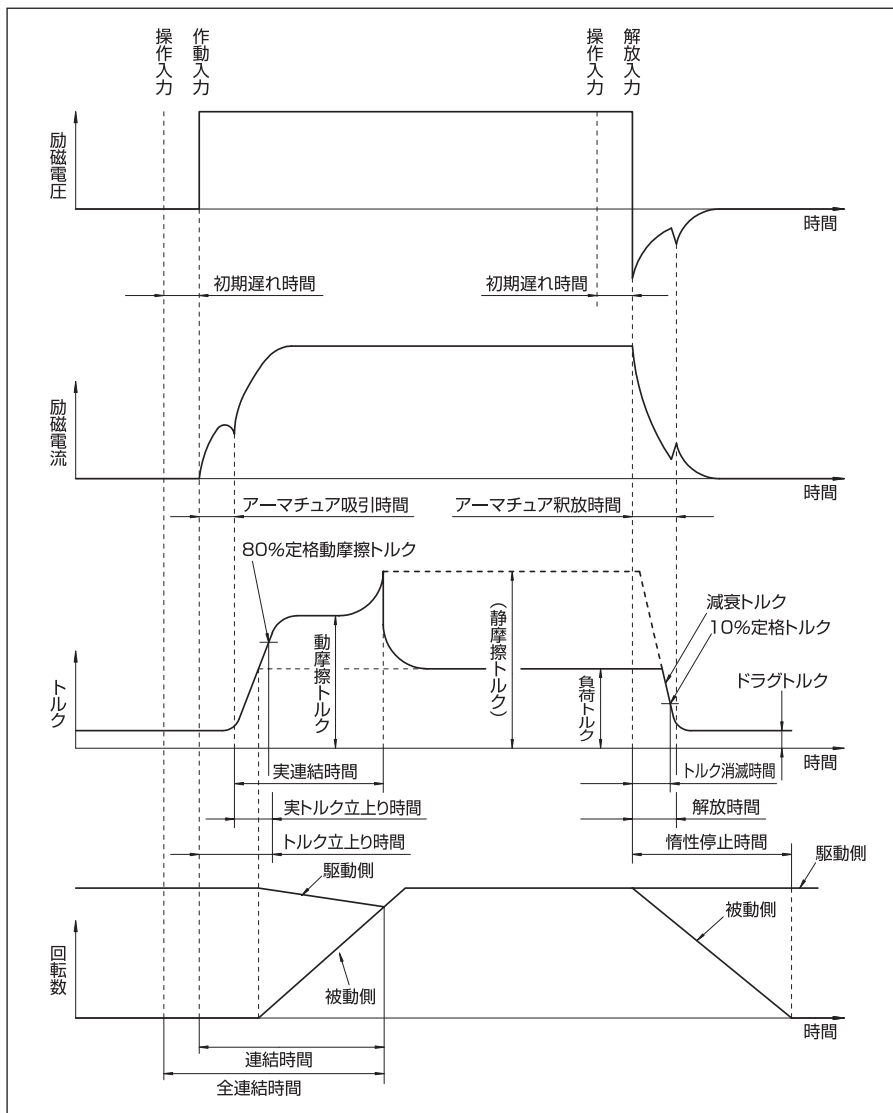 操作入力
作動入力
操作入力
解放入力
励磁電圧
時間
初期遅れ時間
初期遅れ時間
励磁電流
時間
アーマチュア吸引時間
アーマチュア釈放時間
80%定格動摩擦トルク
減衰トルク
10%定格トルク
ドラグトルク
トルク
動摩擦トルク
(静摩擦トルク)
負荷トルク
時間
実連結時間
トルク消滅時間
実トルク立上り時間
解放時間
トルク立上り時間
惰性停止時間
駆動側
駆動側
被動側
回転数
被動側
時間
連結時間
全連結時間